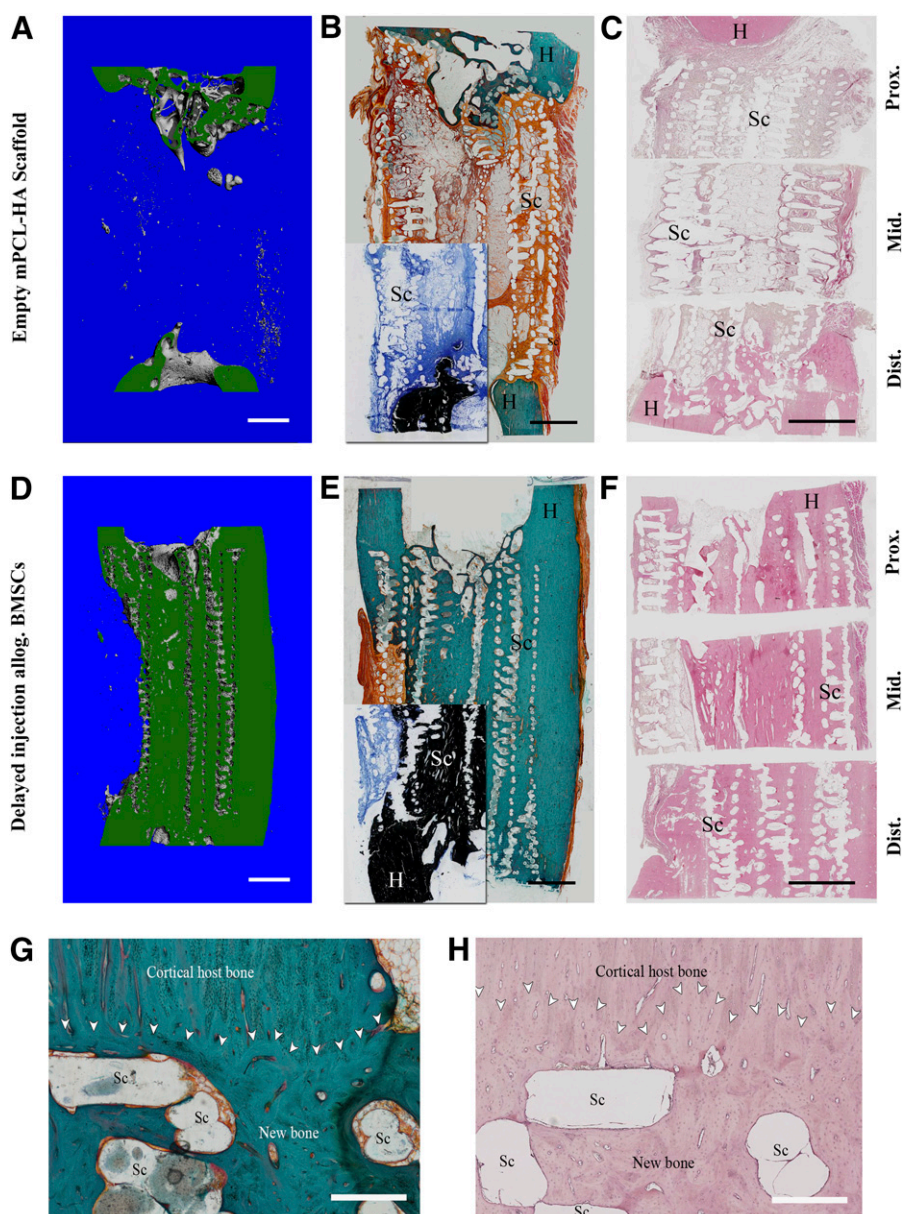 A
B
C
Empty mPCL-HA Scaffold
H
Sc
Sc
H
H
Sc
Sc
Sc
H
Prox.
Mid.
Dist.
D
E
F
Delayed injection allog. BMSCs
H
Sc
Sc
H
H
Sc
Sc
Prox.
Mid.
Dist.
G
Cortical host bone
Sc
Sc
Sc
Sc
New bone
H
Cortical host bone
Sc
Sc
Sc
Sc
New bone